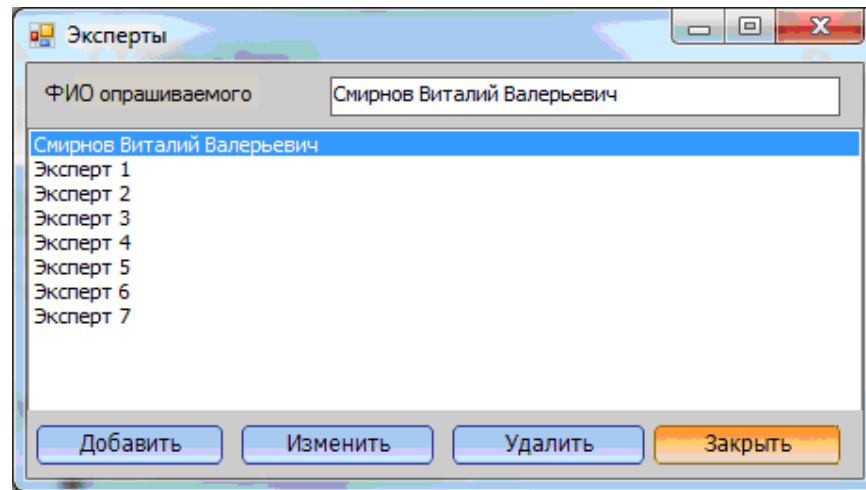 Эксперты
ФИО опрашиваемого Смирнов Виталий Валерьевич
Смирнов Виталий Валерьевич
Эксперт 1
Эксперт 2
Эксперт 3
Эксперт 4
Эксперт 5
Эксперт 6
Эксперт 7
Добавить Изменить Удалить Закрыть